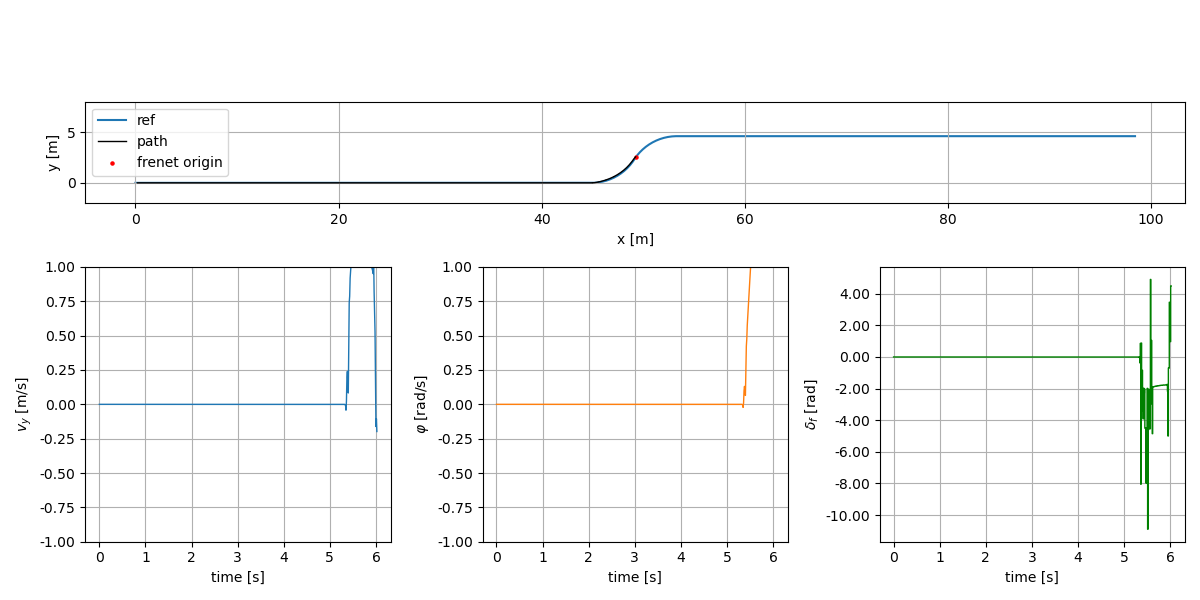 ref
path
frenet origin
y [m]
5
0
0
20
40
60
80
100
x [m]
1.00
0.75
0.50
0.25
0.00
-0.25
-0.50
-0.75
-1.00
v_y [m/s]
0 1 2 3 4 5 6
time [s]
1.00
0.75
0.50
0.25
0.00
-0.25
-0.50
-0.75
-1.00
φ [rad/s]
0 1 2 3 4 5 6
time [s]
4.00
2.00
0.00
-2.00
-4.00
-6.00
-8.00
-10.00
δ_f [rad]
0 1 2 3 4 5 6
time [s]